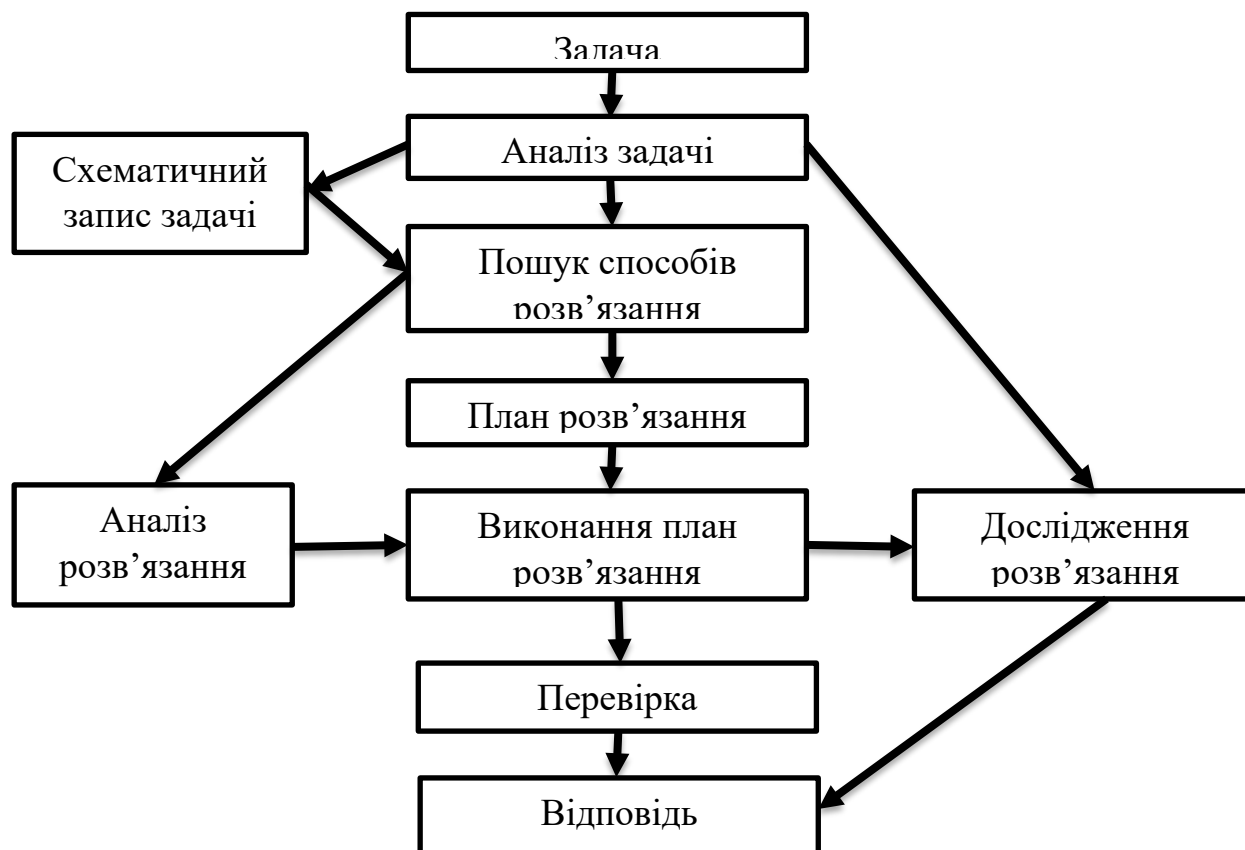 Задача
Аналіз задачі
Схематичний
запис задачі
Пошук способів
розв’язання
План розв’язання
Аналіз
розв’язання
Виконання план
розв’язання
Дослідження
розв’язання
Перевірка
Відповідь